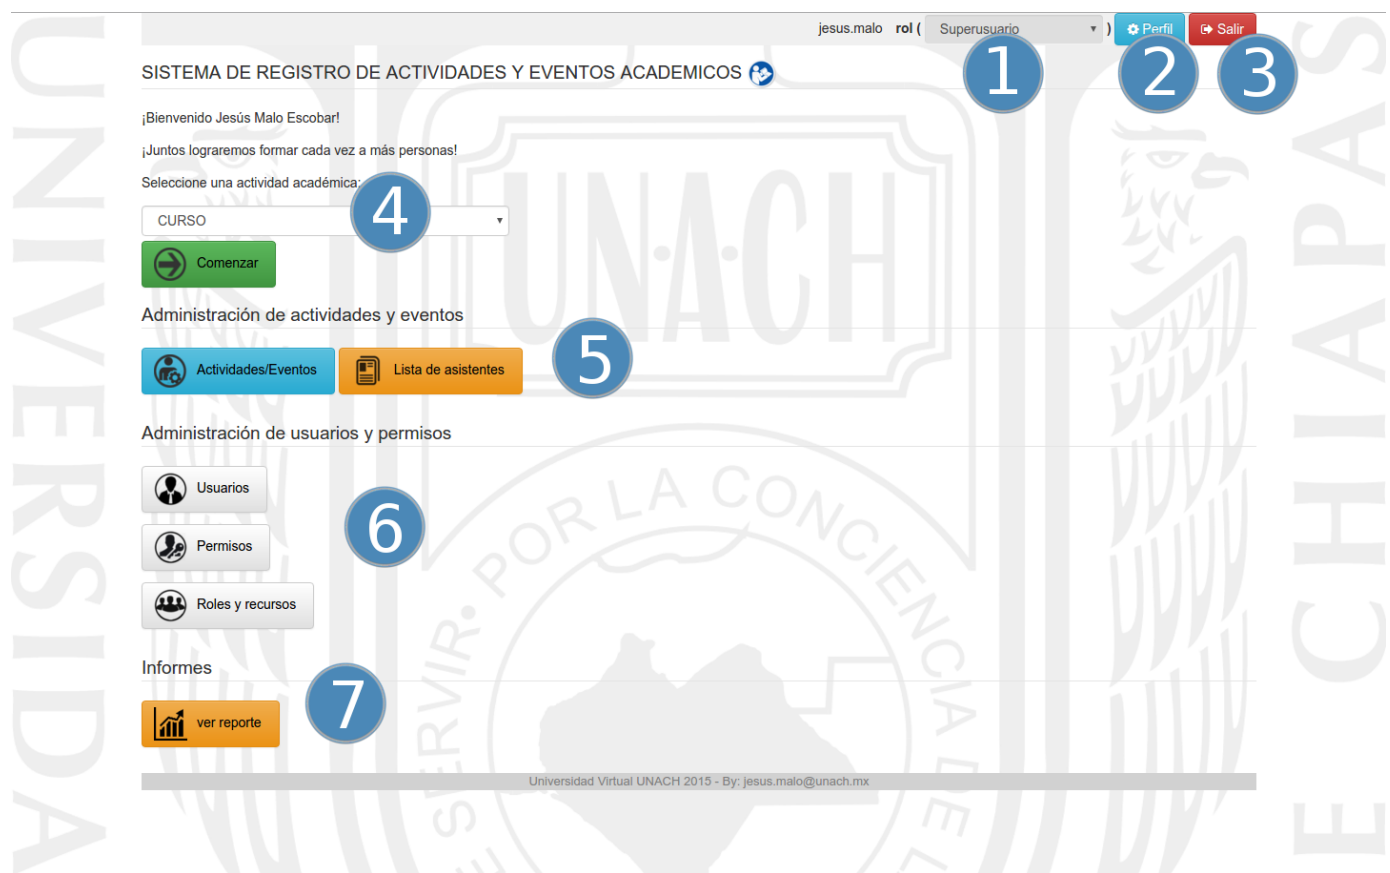 jesus.malo rol ( Superusuario ) Perfil Salir
1 2 3
SISTEMA DE REGISTRO DE ACTIVIDADES Y EVENTOS ACADEMICOS
¡Bienvenido Jesús Malo Escobar!
¡Juntos lograremos formar cada vez a más personas!
Seleccione una actividad académica:
CURSO
4
Comenzar
Administración de actividades y eventos
Actividades/Eventos Lista de asistentes
5
Administración de usuarios y permisos
Usuarios
Permisos
6
Roles y recursos
Informes
7
ver reporte
Universidad Virtual UNACH 2015 - By: jesus.malo@unach.mx
UNIVERSIDA
UNACH
POR LA CONCIENCIA DE L
SERVIR
E CHIAPAS